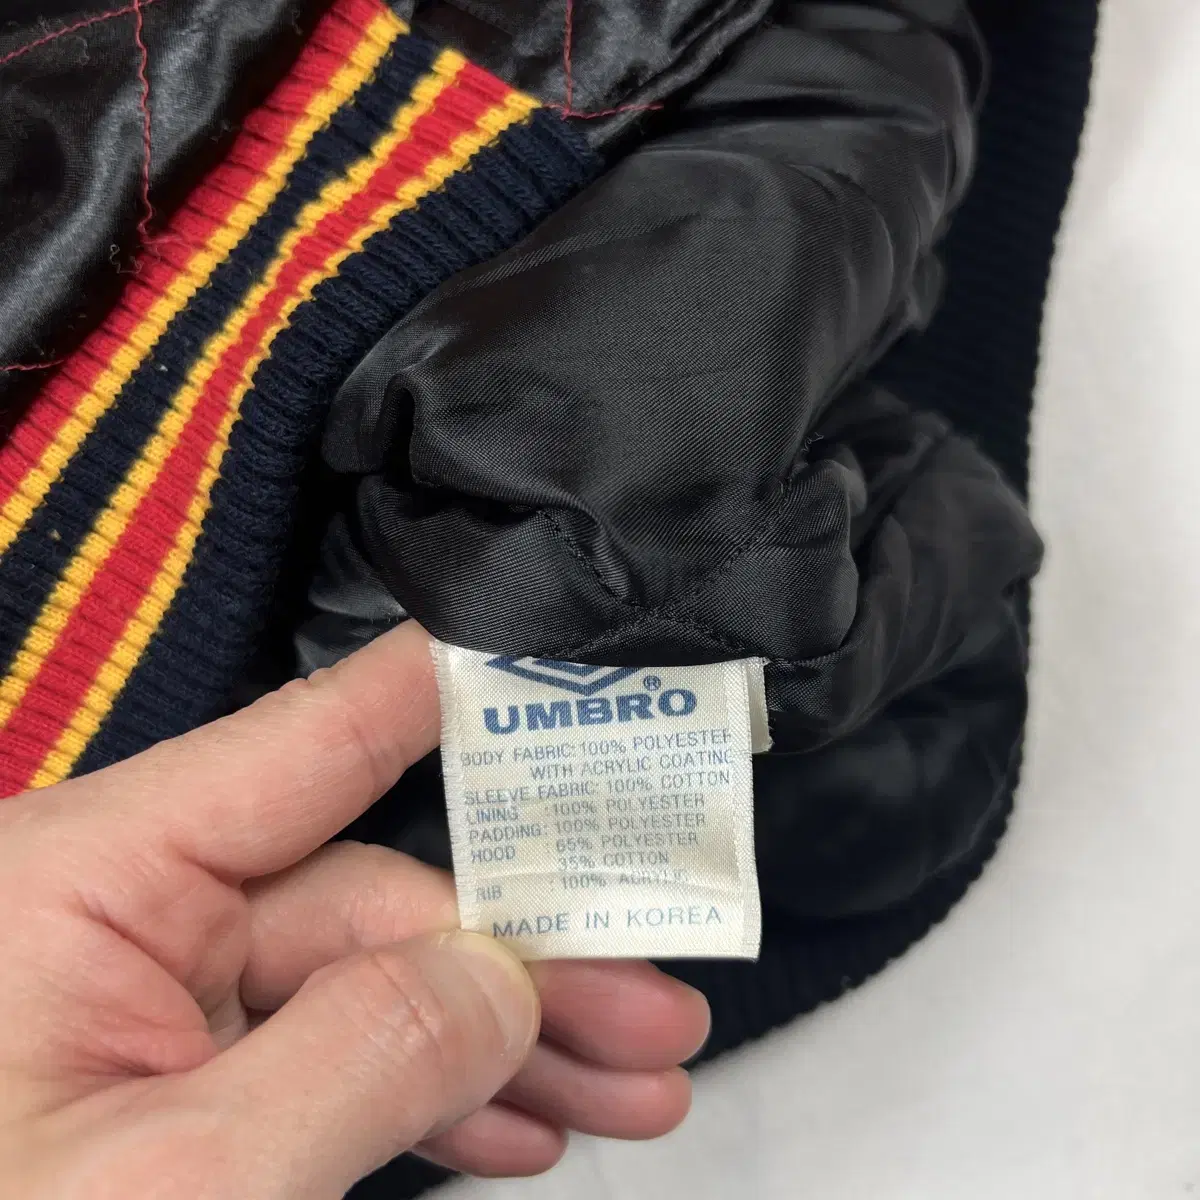 UMBRO®
BODY FABRIC: 100% POLYESTER
WITH ACRYLIC COATING
SLEEVE FABRIC: 100% COTTON
LINING : 100% POLYESTER
PADDING: 100% POLYESTER
HOOD 65% POLYESTER
35% COTTON
RIB : 100% ACRYLIC
MADE IN KOREA